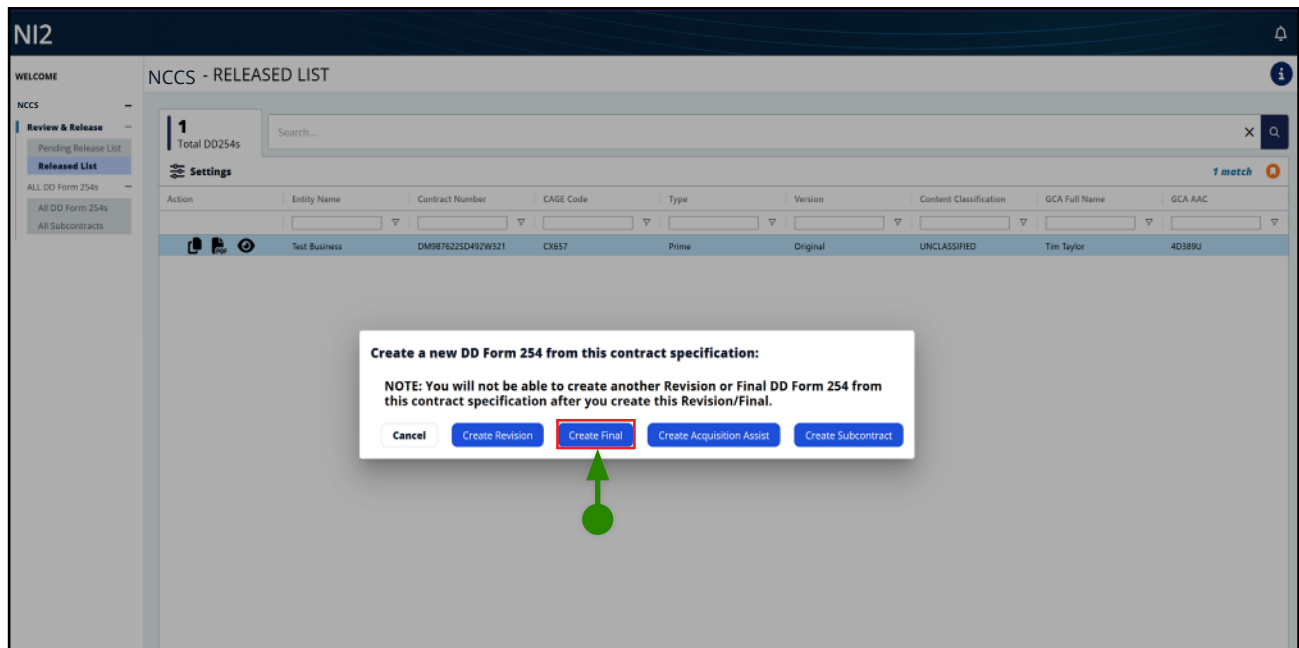 NI2
WELCOME
NCCS - RELEASED LIST
NCCS
Review & Release
Pending Release List
Released List
ALL DD Form 254s
All DD Form 254s
All Subcontracts
1
Total DD254s
Search...
Settings
1 match
Action Entity Name Contract Number CAGE Code Type Version Content Classification GCA Full Name GCA AAC
PDF Test Business DM987622SD492W321 CX657 Prime Original UNCLASSIFIED Tim Taylor 4D389U
Create a new DD Form 254 from this contract specification:
NOTE: You will not be able to create another Revision or Final DD Form 254 from
this contract specification after you create this Revision/Final.
Cancel Create Revision Create Final Create Acquisition Assist Create Subcontract